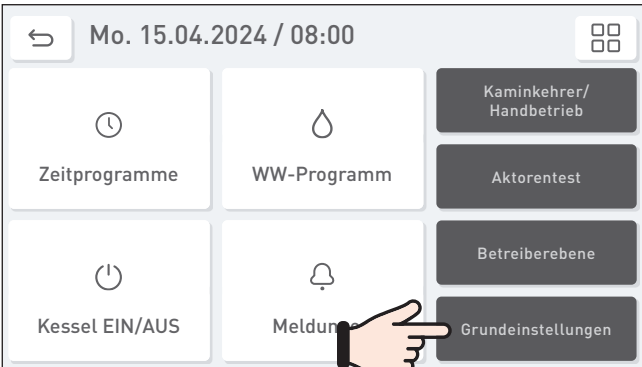 Mo. 15.04.2024 / 08:00
Zeitprogramme
WW-Programm
Kaminkehrer/
Handbetrieb
Aktorentest
Kessel EIN/AUS
Betreiberebene
Grundeinstellungen